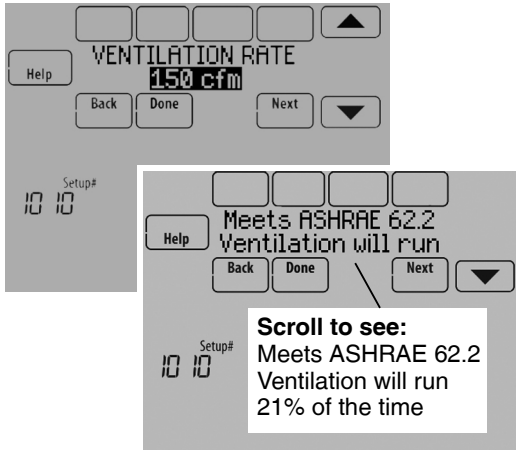 VENTILATION RATE
Help
150 cfm
Back Done Next
Setup#
10 10
Meets ASHRAE 62.2
Help
Ventilation will run
Back Done Next
Scroll to see:
Meets ASHRAE 62.2
Ventilation will run
21% of the time
Setup#
10 10